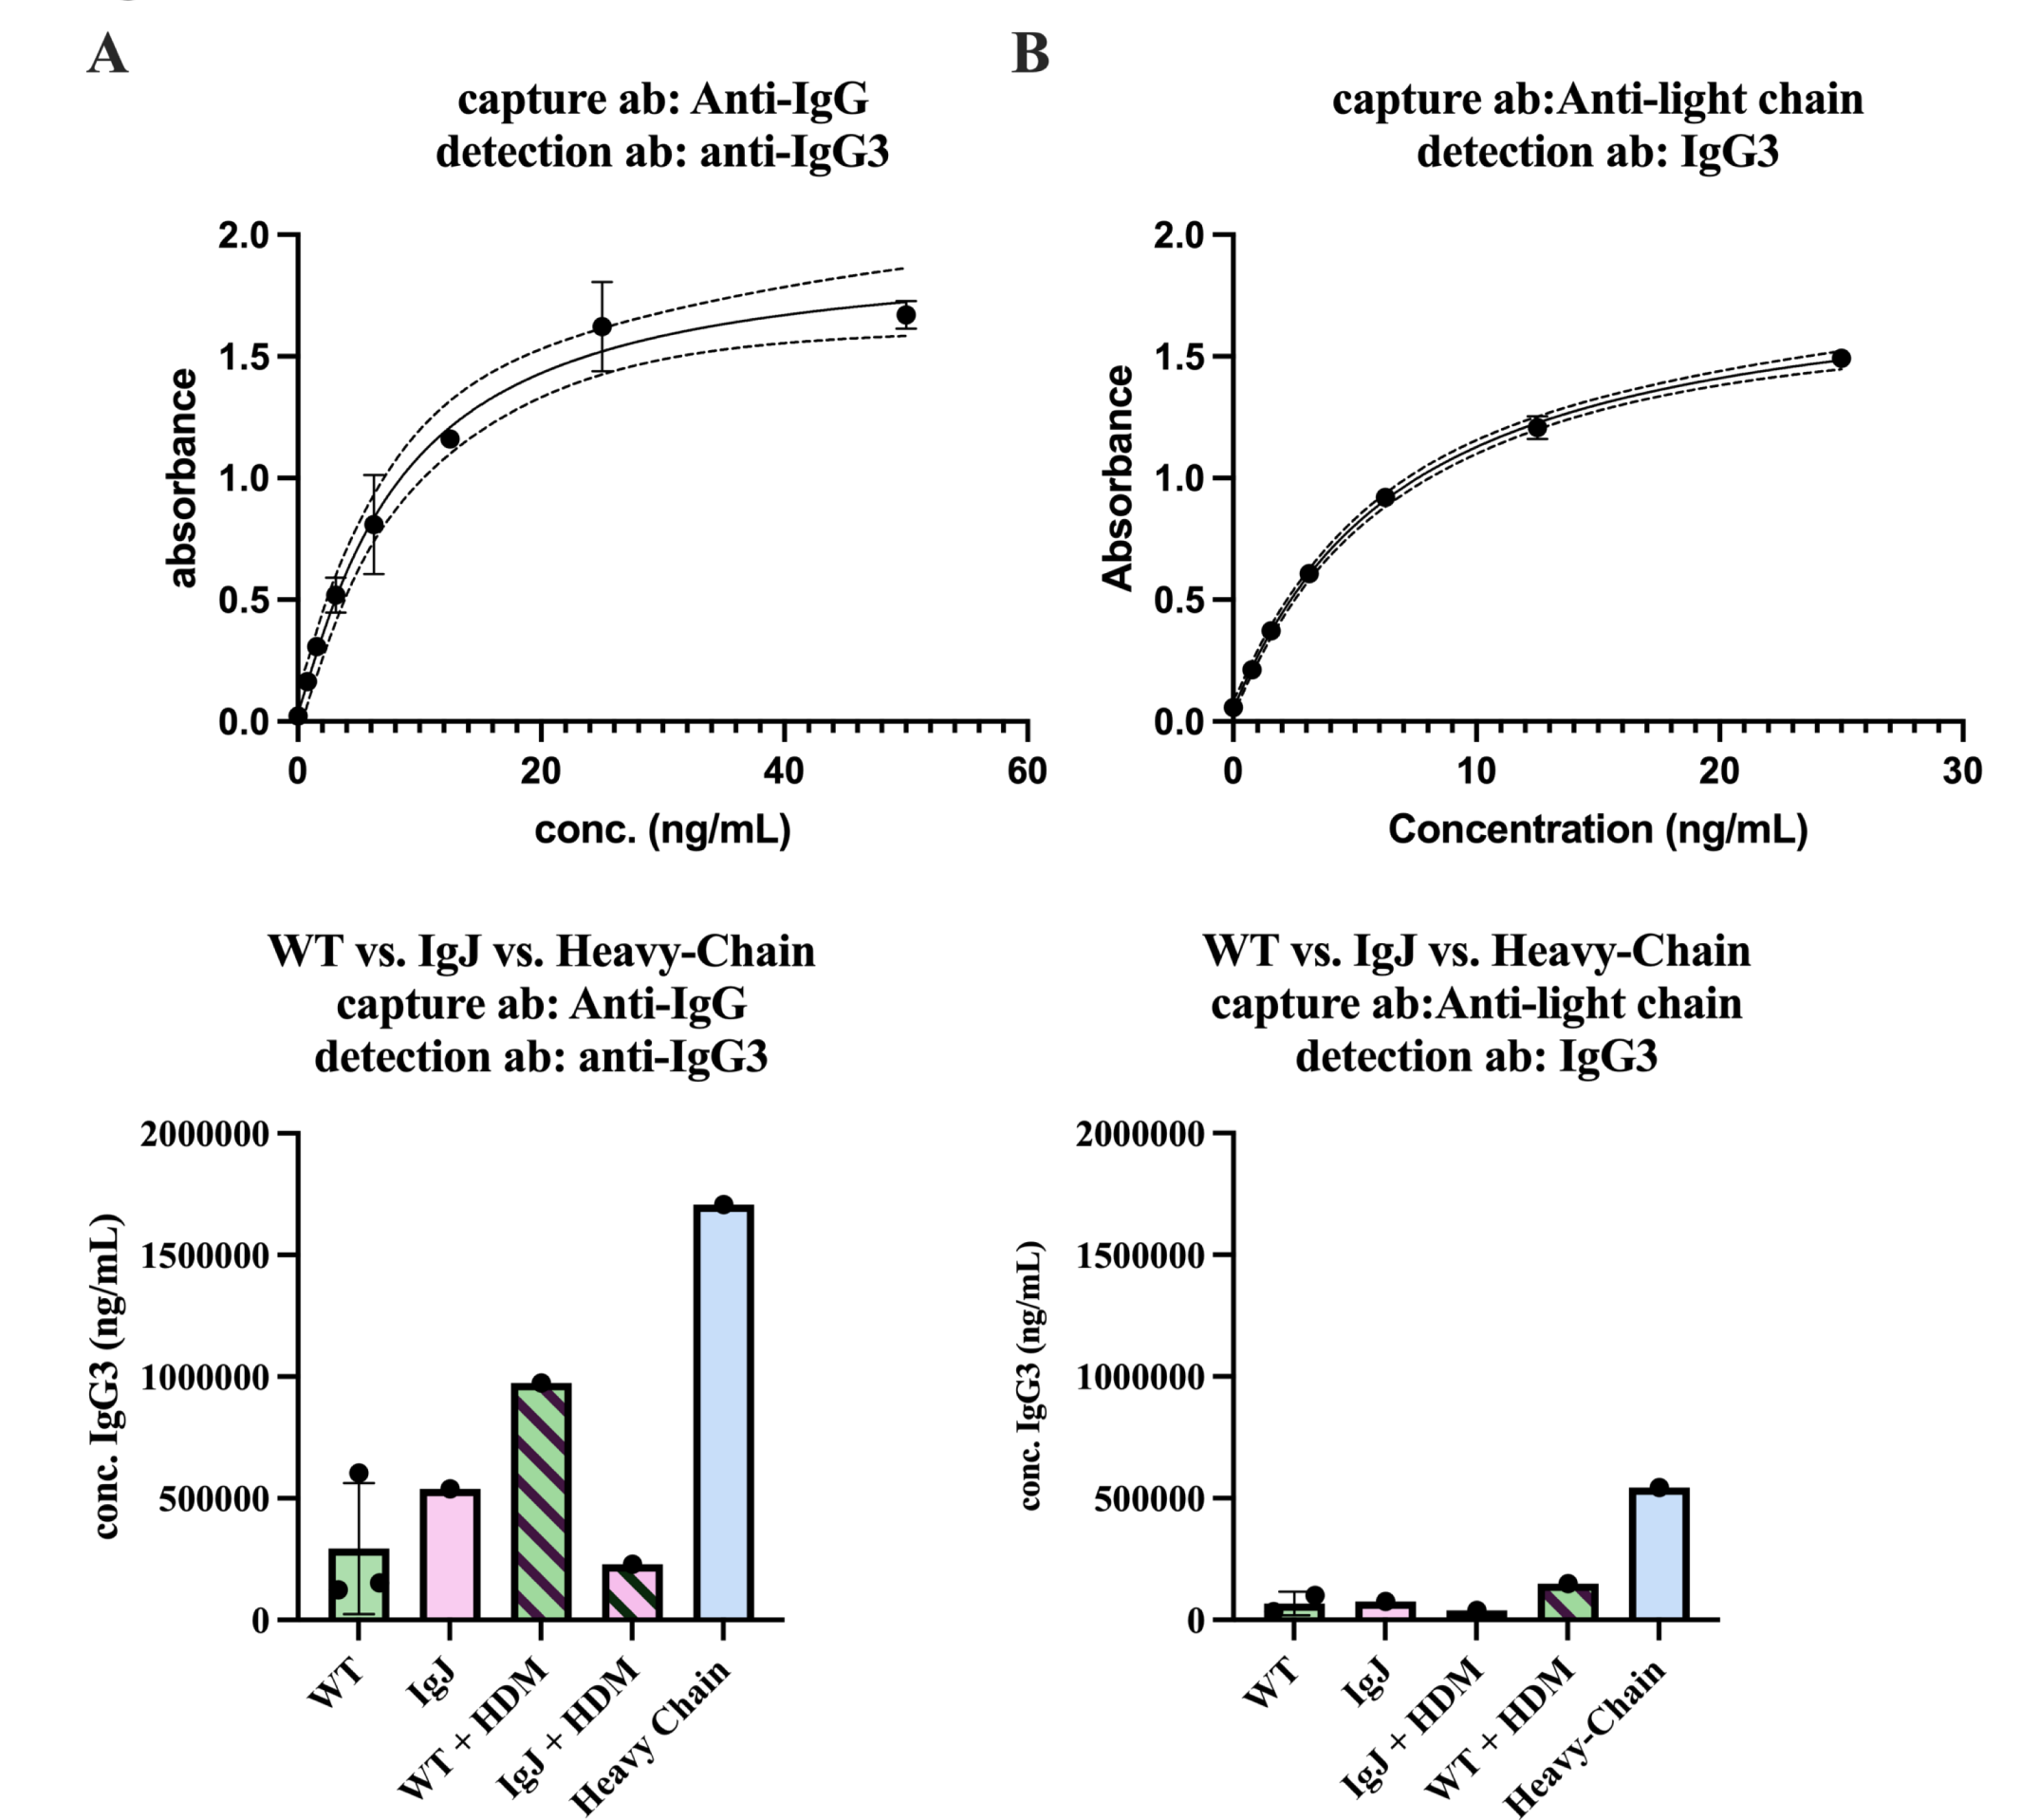 A
B
capture ab: Anti-IgG
detection ab: anti-IgG3
capture ab:Anti-light chain
detection ab: IgG3
2.0
1.5
1.0
0.5
0.0
absorbance
0
20
40
60
conc. (ng/mL)
2.0
1.5
1.0
0.5
0.0
Absorbance
0
10
20
30
Concentration (ng/mL)
WT vs. IgJ vs. Heavy-Chain
capture ab: Anti-IgG
detection ab: anti-IgG3
WT vs. IgJ vs. Heavy-Chain
capture ab:Anti-light chain
detection ab: IgG3
2000000
1500000
1000000
500000
0
conc. IgG3 (ng/mL)
WT
IgJ
WT + HDM
IgJ + HDM
Heavy Chain
2000000
1500000
1000000
500000
0
conc. IgG3 (ng/mL)
WT
IgJ
IgJ + HDM
WT + HDM
Heavy-Chain